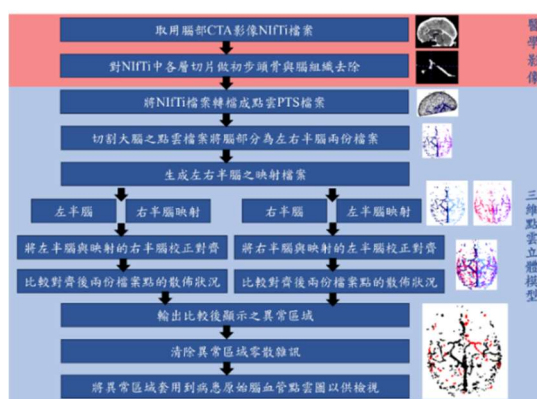 取用腦部CTA影像NIfTi檔案
對NIfTi中各層切片做初步頭骨與腦組織去除
醫學影像
將NIfTi檔案轉檔成點雲PTS檔案
切割大腦之點雲檔案將腦部分為左右半腦兩份檔案
生成左右半腦之映射檔案
左半腦
右半腦映射
右半腦
左半腦映射
將左半腦與映射的右半腦校正對齊
將右半腦與映射的左半腦校正對齊
比較對齊後兩份檔案點的散佈狀況
比較對齊後兩份檔案點的散佈狀況
輸出比較後顯示之異常區域
清除異常區域零散雜訊
將異常區域套用到病患原始腦血管點雲圖以供檢視
三維點雲立體模型